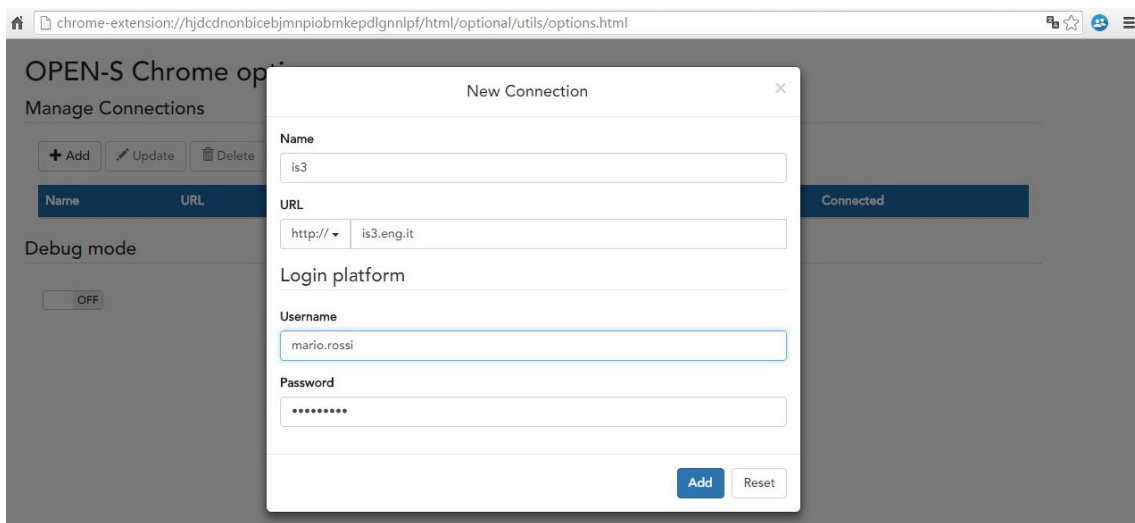 chrome-extension://hjdcdnonbicebjmnpiobmkepdlgnnlpf/html/optional/utils/options.html
OPEN-S Chrome
Manage Connections
Add Update Delete
Name URL Connected
Debug mode
OFF
New Connection ×
Name
is3
URL
http:// is3.eng.it
Login platform
Username
mario.rossi
Password
•••••••••
Add Reset